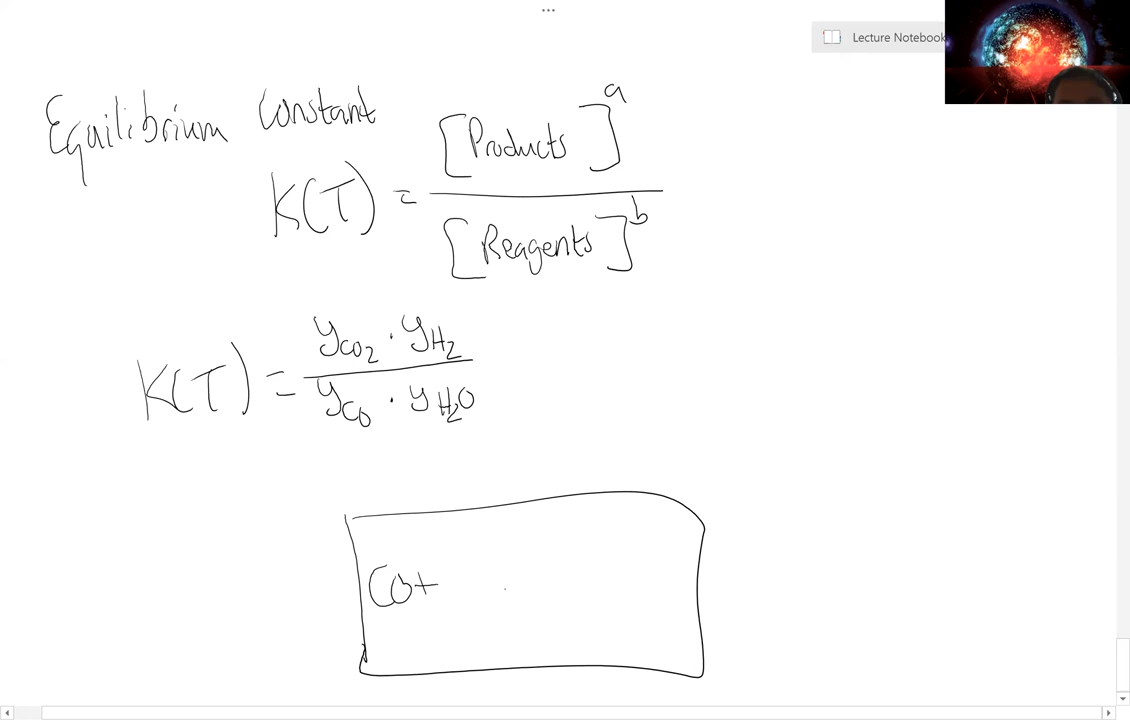 Lecture Notebook
Equilibrium Constant
K(T) = [Products]^a / [Reagents]^b
K(T) = y_CO₂ · y_H₂ / y_CO · y_H₂O
CO+